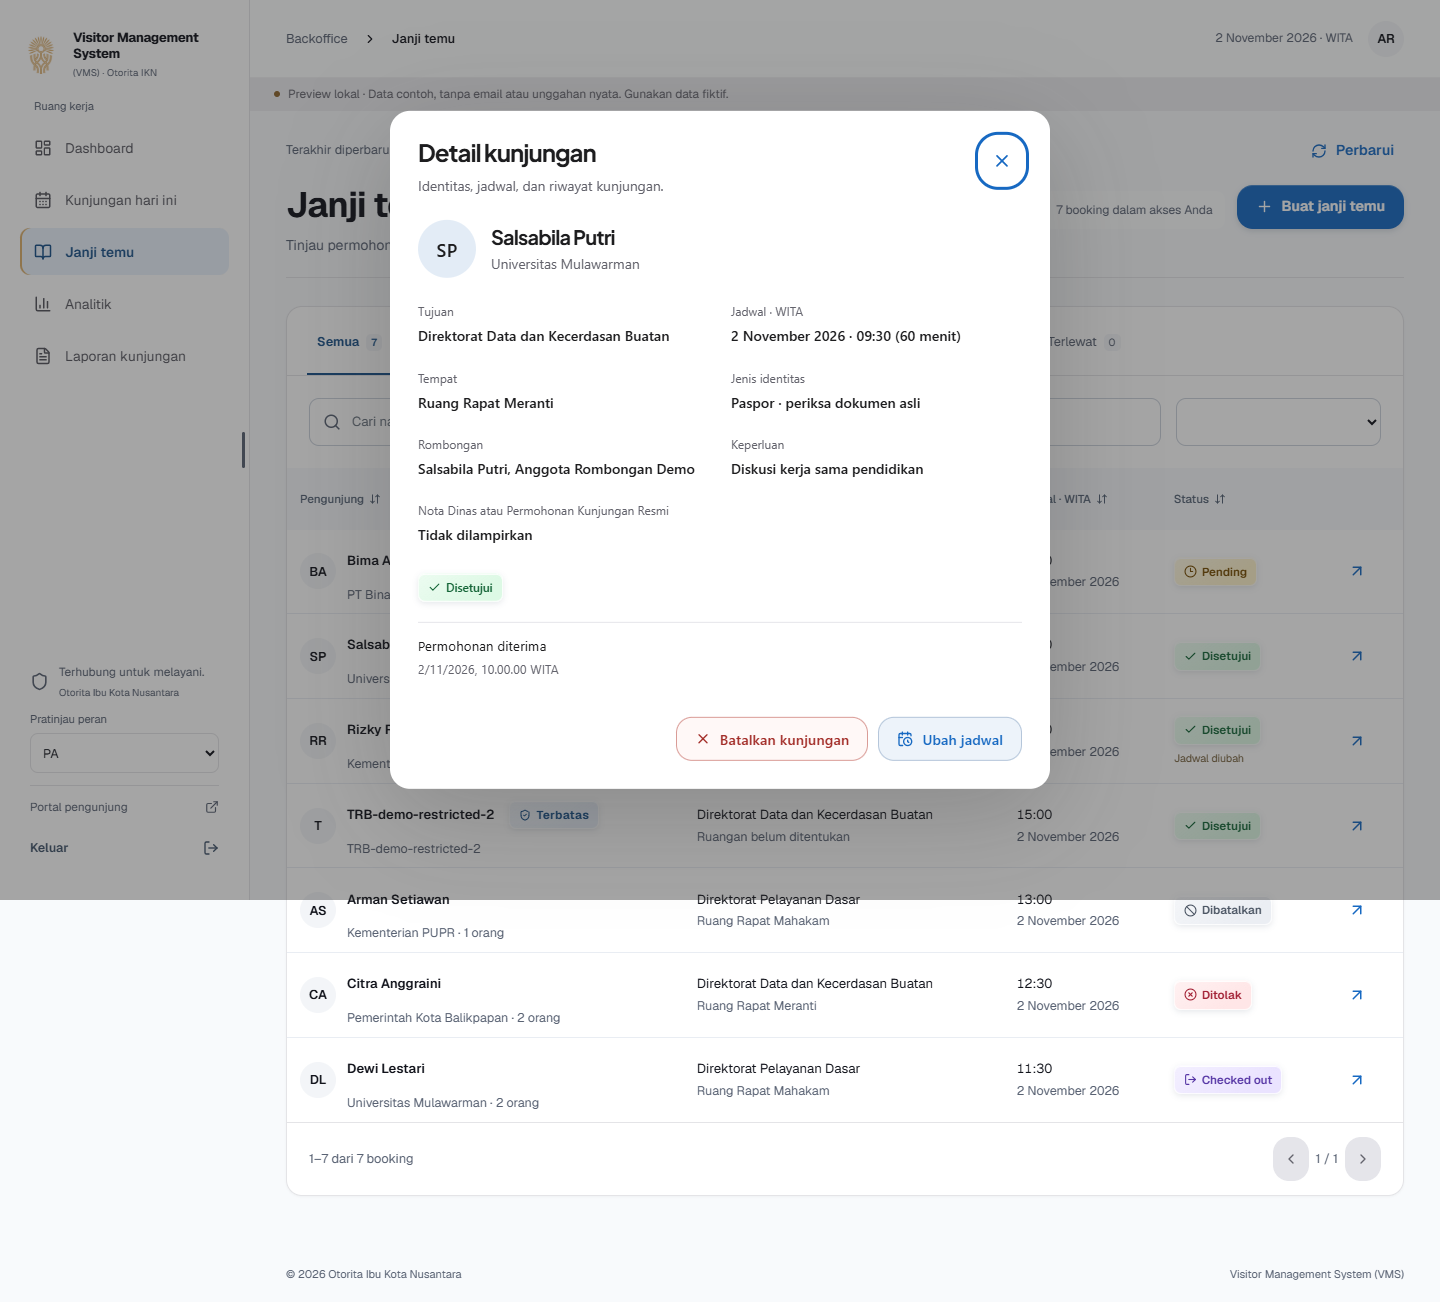 Visitor Management
System
(VMS) · Otorita IKN
Ruang kerja
Dashboard
Kunjungan hari ini
Janji temu
Analitik
Laporan kunjungan
Terhubung untuk melayani.
Otorita Ibu Kota Nusantara
Pratinjau peran
PA
Portal pengunjung
Keluar
Backoffice
Janji temu
2 November 2026 · WITA
AR
Preview lokal · Data contoh, tanpa email atau unggahan nyata. Gunakan data fiktif.
Terakhir
Perbarui
Janji
7 booking dalam akses Anda
Buat janji temu
Tinjau
Semua 7
Terlewat 0
Cari
Pengunjung
· WITA
Status
BA
Bima
PT
2026
Pending
SP
2026
Disetujui
RR
Rizky
2026
Disetujui
Jadwal diubah
T
TRB-demo-restricted-2
Terbatas
TRB-demo-restricted-2
Direktorat Data dan Kecerdasan Buatan
Ruangan belum ditentukan
15:00
2 November 2026
Disetujui
AS
Arman Setiawan
Kementerian PUPR · 1 orang
Direktorat Pelayanan Dasar
Ruang Rapat Mahakam
13:00
2 November 2026
Dibatalkan
CA
Citra Anggraini
Pemerintah Kota Balikpapan · 2 orang
Direktorat Data dan Kecerdasan Buatan
Ruang Rapat Meranti
12:30
2 November 2026
Ditolak
DL
Dewi Lestari
Universitas Mulawarman · 2 orang
Direktorat Pelayanan Dasar
Ruang Rapat Mahakam
11:30
2 November 2026
Checked out
1–7 dari 7 booking
1 / 1
© 2026 Otorita Ibu Kota Nusantara
Visitor Management System (VMS)
Detail kunjungan
Identitas, jadwal, dan riwayat kunjungan.
SP
Salsabila Putri
Universitas Mulawarman
Tujuan
Direktorat Data dan Kecerdasan Buatan
Jadwal · WITA
2 November 2026 · 09:30 (60 menit)
Tempat
Ruang Rapat Meranti
Jenis identitas
Paspor · periksa dokumen asli
Rombongan
Salsabila Putri, Anggota Rombongan Demo
Keperluan
Diskusi kerja sama pendidikan
Nota Dinas atau Permohonan Kunjungan Resmi
Tidak dilampirkan
Disetujui
Permohonan diterima
2/11/2026, 10.00.00 WITA
Batalkan kunjungan
Ubah jadwal